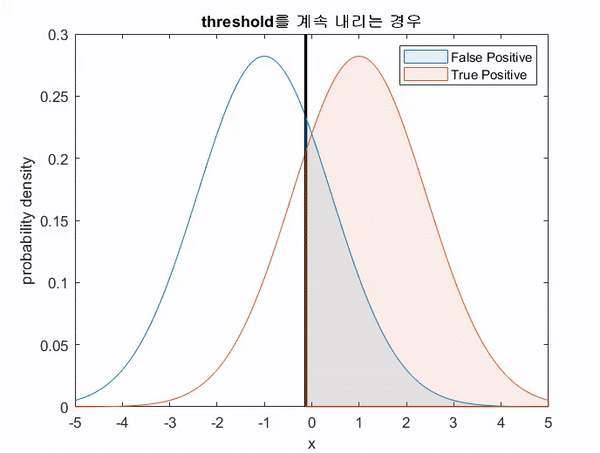 threshold를 계속 내리는 경우
False Positive
True Positive
probability density
0.3
0.25
0.2
0.15
0.1
0.05
0
-5 -4 -3 -2 -1 0 1 2 3 4 5
x